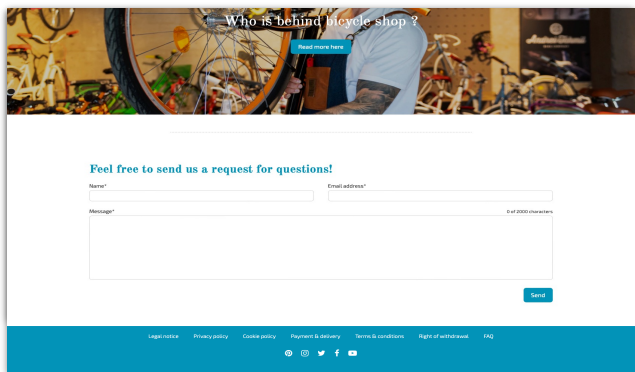 Who is behind bicycle shop ?
Read more here
Feel free to send us a request for questions!
Name*
Email address*
Message*
0 of 2000 characters
Send
Legal notice Privacy policy Cookie policy Payment & delivery Terms & conditions Right of withdrawal FAQ